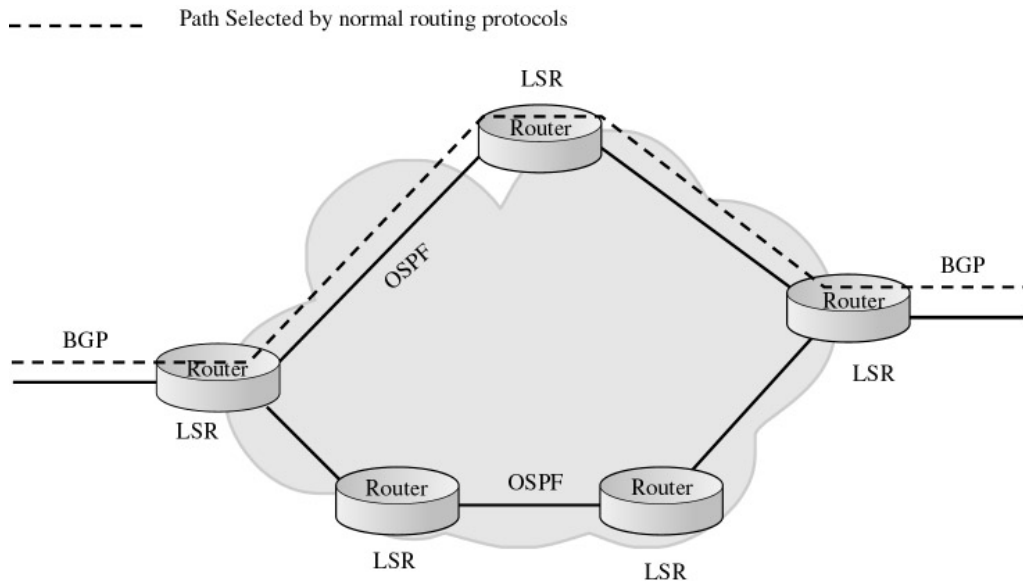 Path Selected by normal routing protocols
LSR
Router
OSPF
BGP
Router
BGP
Router
LSR
LSR
Router
OSPF
Router
LSR
LSR